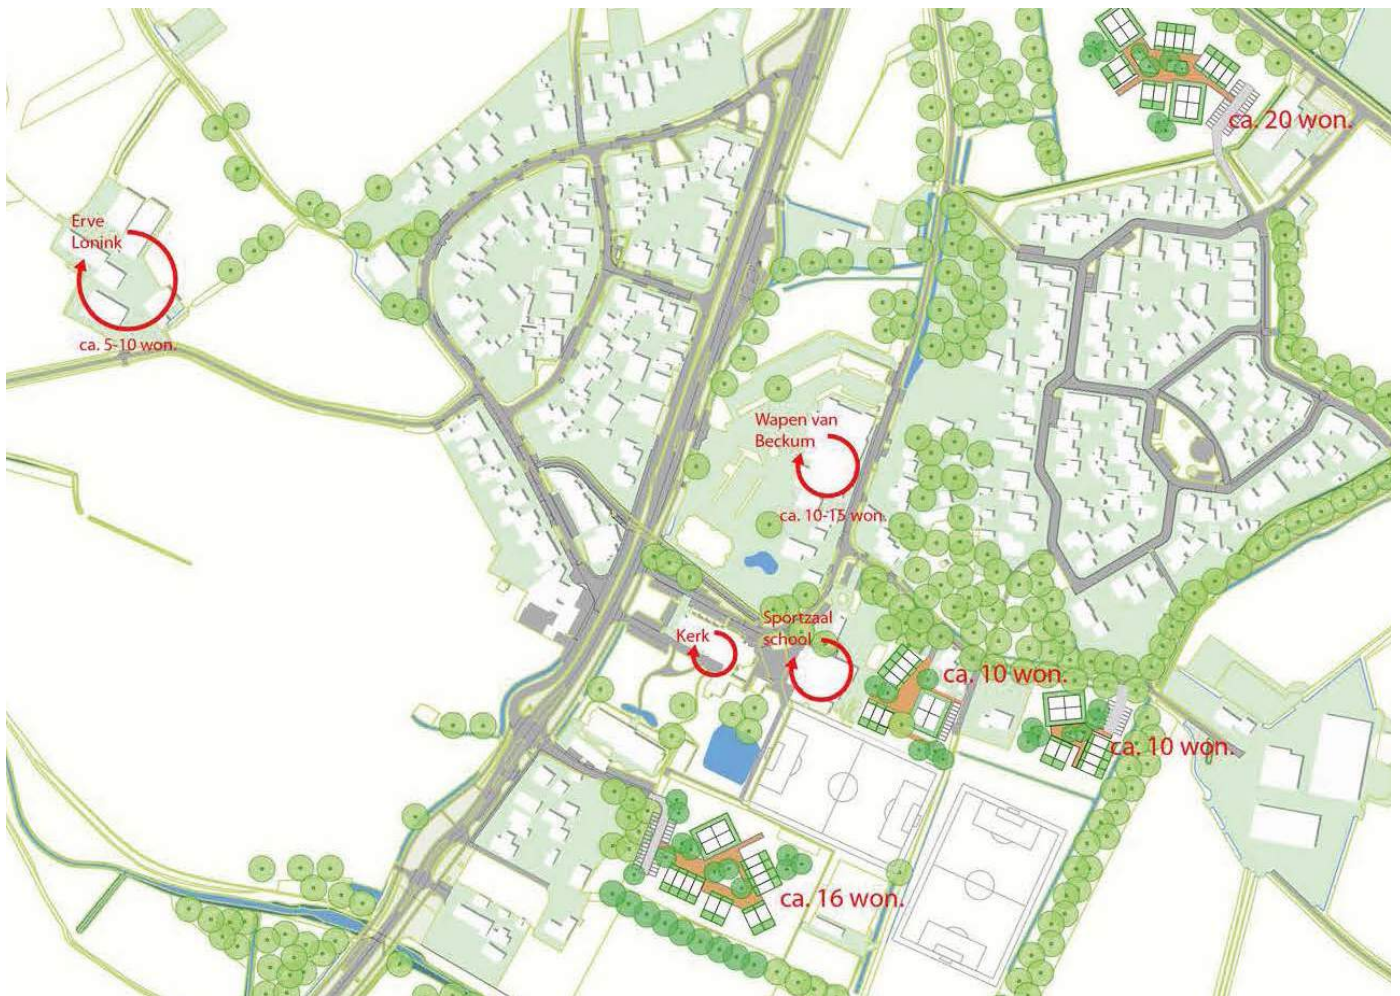 ca. 20 won.
Erve
Lonink
ca. 5-10 won.
Wapen van
Beckum
ca. 10-15 won.
Sportzaal
school
Kerk
ca. 10 won.
ca. 10 won.
ca. 16 won.